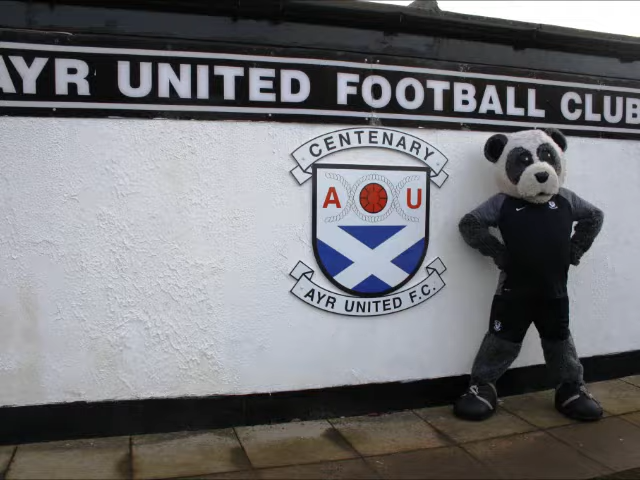 AYR UNITED FOOTBALL CLUB
CENTENARY
A U
AYR UNITED F.C.